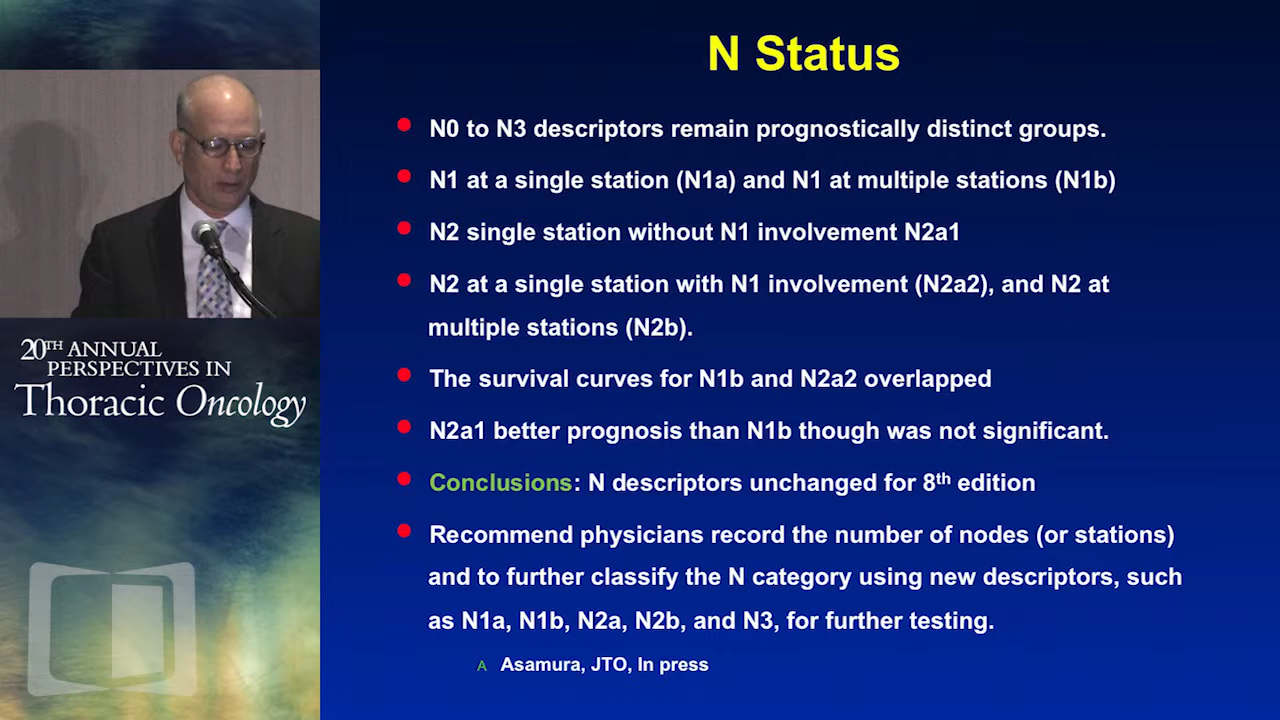 N Status
N0 to N3 descriptors remain prognostically distinct groups.
N1 at a single station (N1a) and N1 at multiple stations (N1b)
N2 single station without N1 involvement N2a1
N2 at a single station with N1 involvement (N2a2), and N2 at
multiple stations (N2b).
The survival curves for N1b and N2a2 overlapped
N2a1 better prognosis than N1b though was not significant.
Conclusions: N descriptors unchanged for 8th edition
Recommend physicians record the number of nodes (or stations)
and to further classify the N category using new descriptors, such
as N1a, N1b, N2a, N2b, and N3, for further testing.
A Asamura, JTO, In press
20TH ANNUAL
PERSPECTIVES IN
Thoracic Oncology